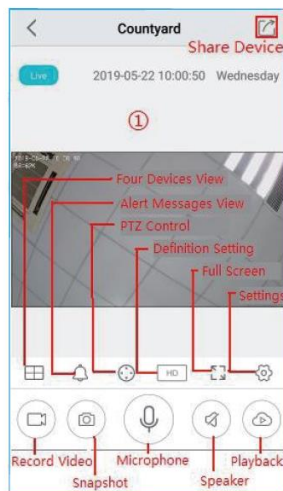 Countyard
Share Device
Live 2019-05-22 10:00:50 Wednesday
①
Four Devices View
Alert Messages View
PTZ Control
Definition Setting
Full Screen
Settings
HD
Record Video
Snapshot
Microphone
Speaker
Playback